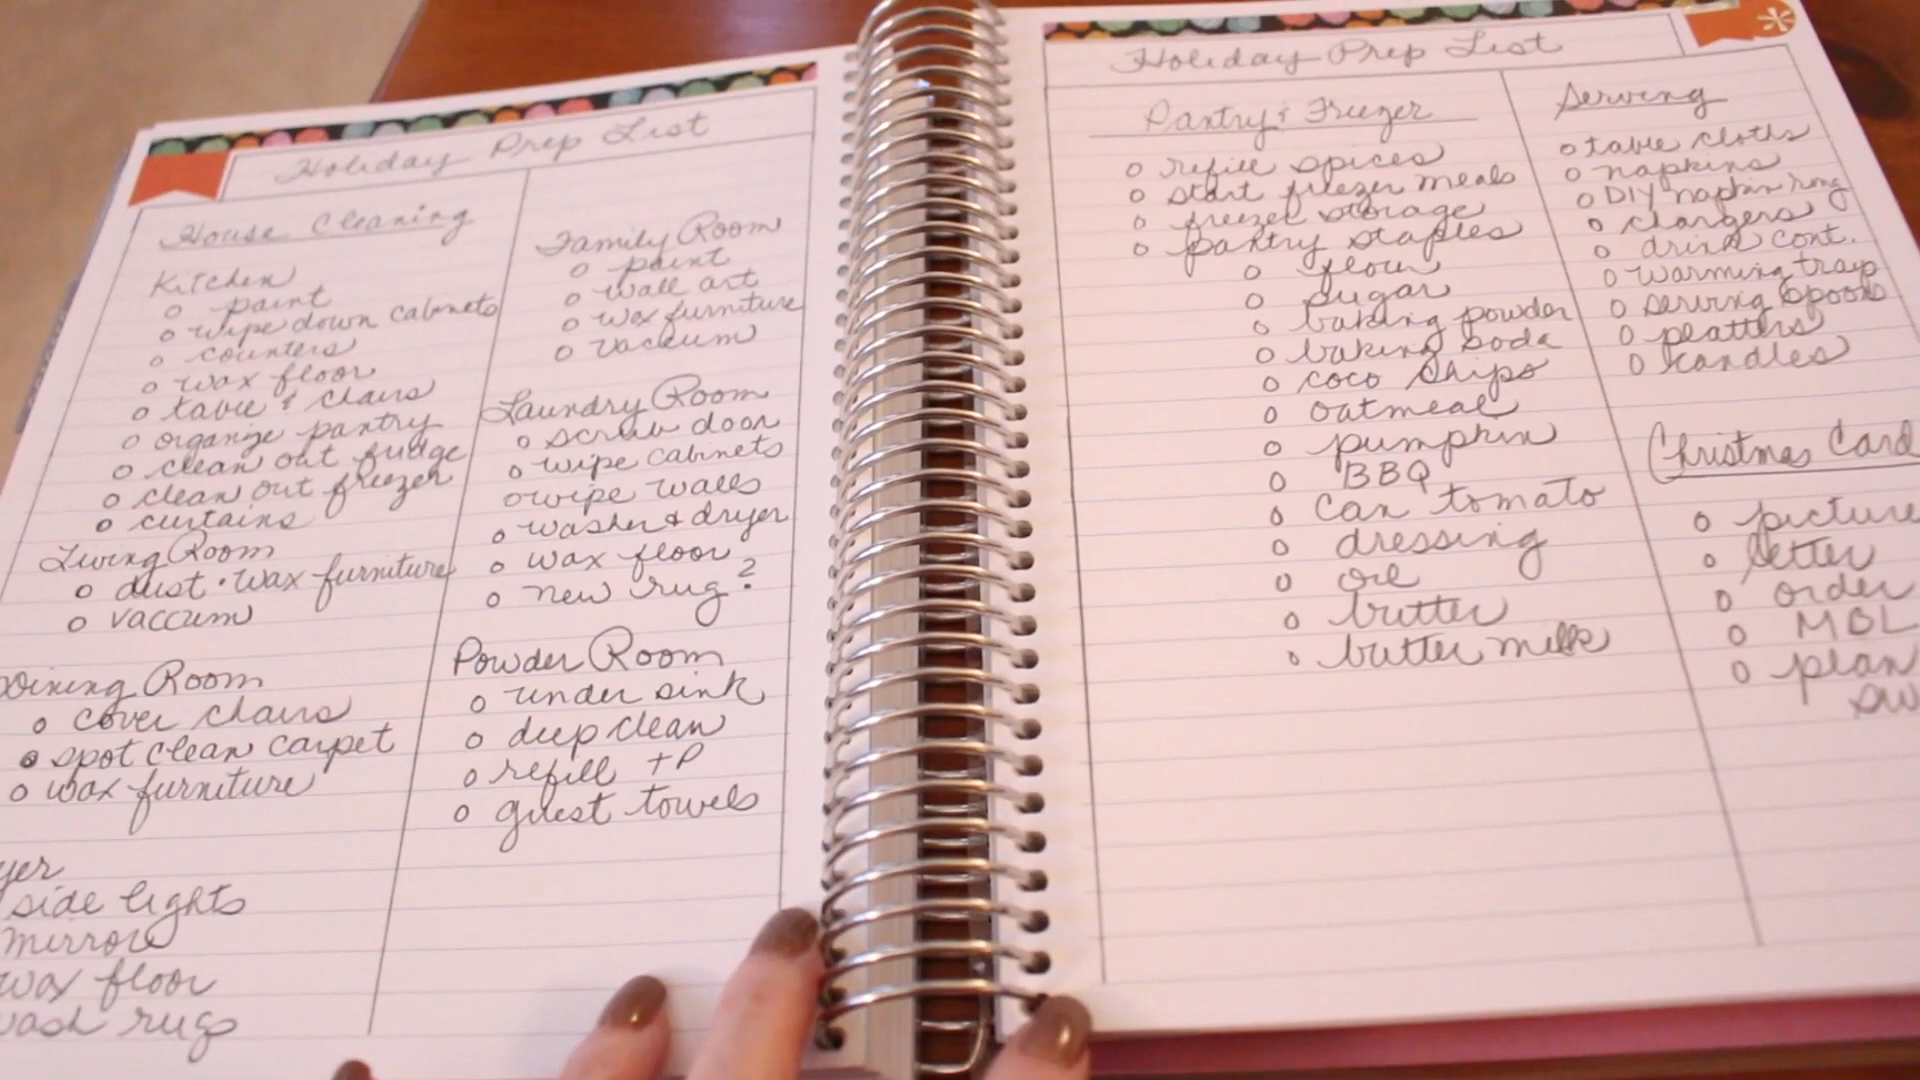 Holiday Prep List
House Cleaning
Kitchen
paint
wipe down cabinets
counters
wax floor
table & chairs
organize pantry
clean out fridge
clean out freezer
curtains
Living Room
dust · wax furniture
vaccum
Dining Room
cover chairs
spot clean carpet
wax furniture
yer
side lights
mirror
wax floor
wash rugs
Family Room
paint
wall art
wax furniture
vaccum
Laundry Room
scrub door
wipe cabinets
wipe walls
washer & dryer
wax floor
new rug?
Powder Room
under sink
deep clean
refill TP
guest towels
Holiday Prep List
Pantry & Freezer
refill spices
start freezer meals
freezer storage
pantry staples
flour
sugar
baking powder
baking soda
coco chips
oatmeal
pumpkin
BBQ
can tomato
dressing
oil
butter
butter milk
Serving
table cloths
napkins
DIY napkin ring
chargers
drink cont.
warming trays
serving spoons
platters
candles
Christmas Card
picture
letter
order
MBL
plan